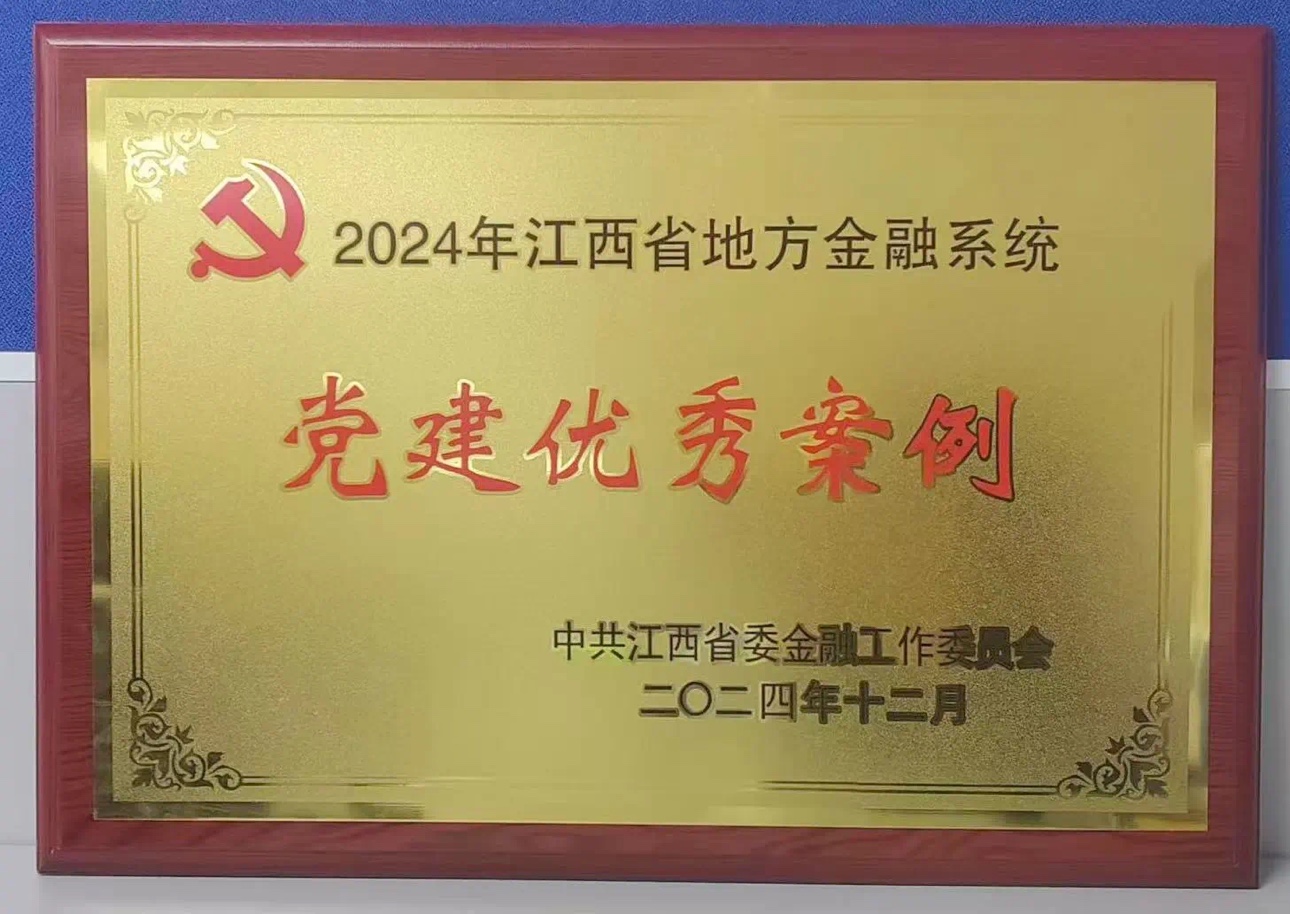 2024年江西省地方金融系统
党建优秀案例
中共江西省委金融工作委员会
二〇二四年十二月